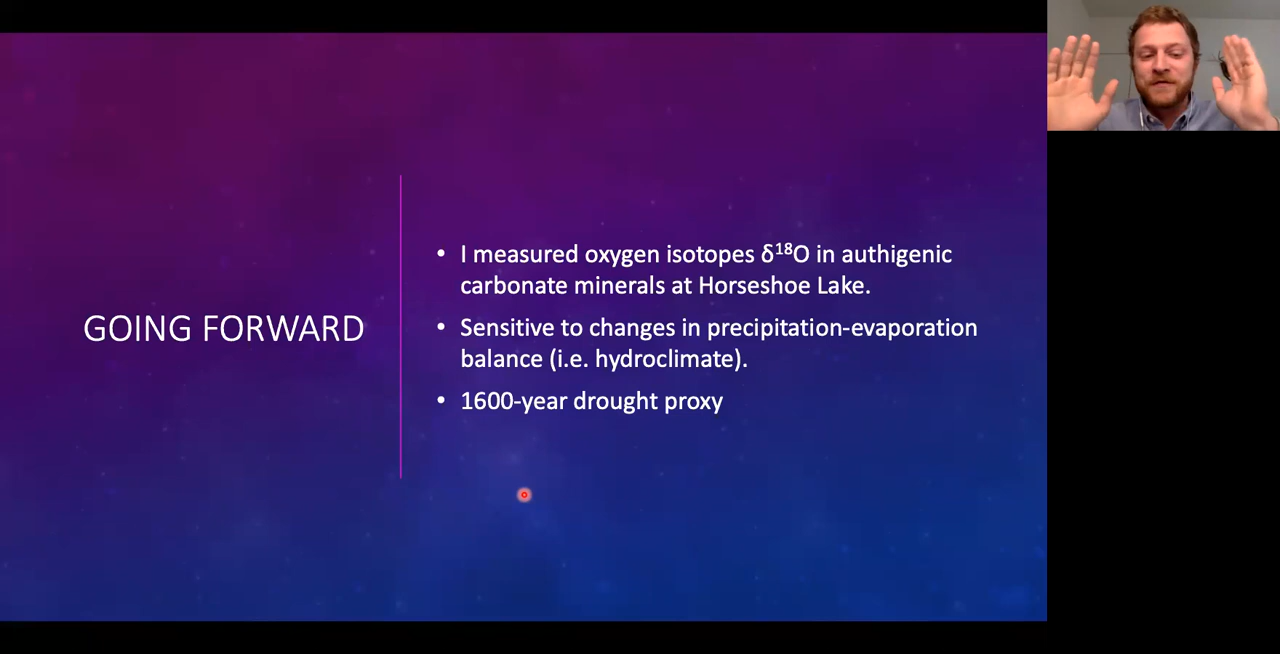 GOING FORWARD
• I measured oxygen isotopes δ¹⁸O in authigenic
carbonate minerals at Horseshoe Lake.
• Sensitive to changes in precipitation-evaporation
balance (i.e. hydroclimate).
• 1600-year drought proxy